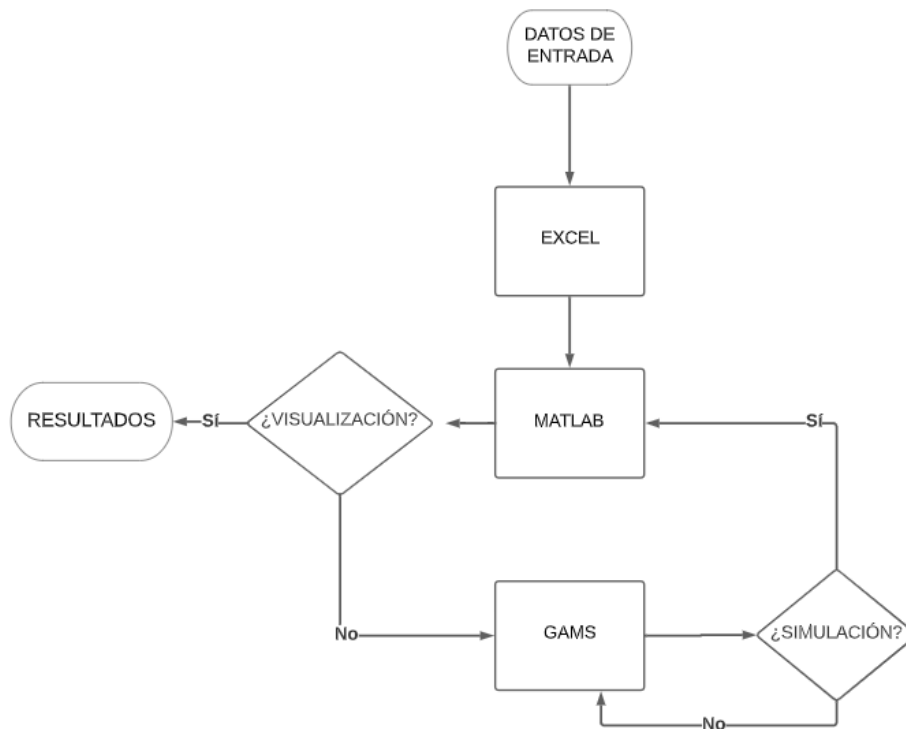 DATOS DE
ENTRADA
EXCEL
RESULTADOS
Sí
¿VISUALIZACIÓN?
MATLAB
Sí
No
GAMS
¿SIMULACIÓN?
No